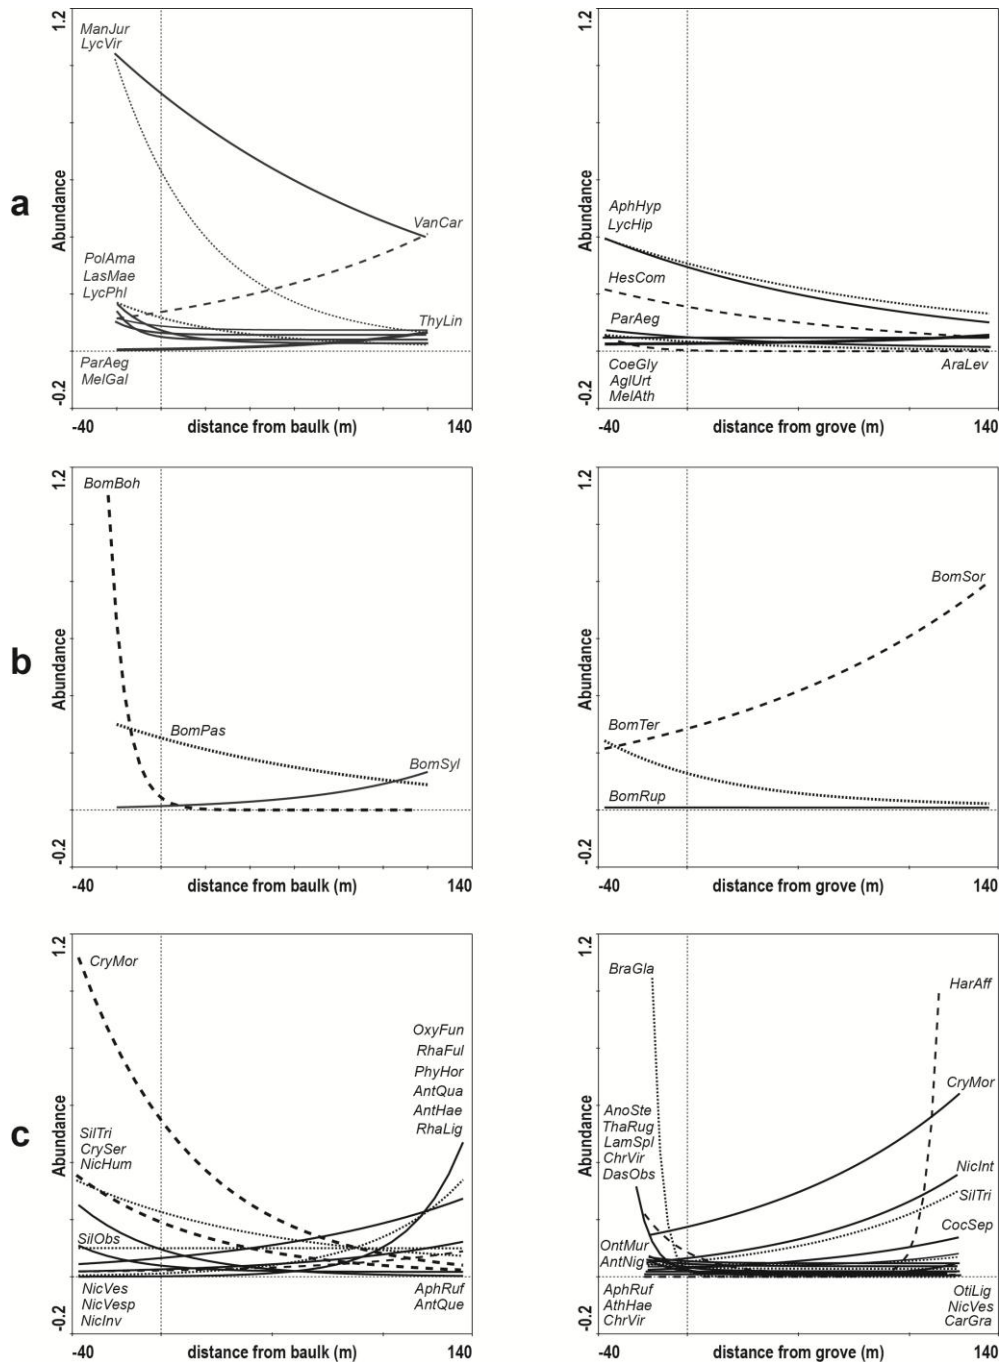 a
1.2
Abundance
-0.2
ManJur
LycVir
VanCar
PolAma
LasMae
LycPhl
ThyLin
ParAeg
MelGal
-40
distance from baulk (m)
140
1.2
Abundance
-0.2
AphHyp
LycHip
HesCom
ParAeg
CoeGly
AglUrt
MelAth
AraLev
-40
distance from grove (m)
140
b
1.2
Abundance
-0.2
BomBoh
BomPas
BomSyl
-40
distance from baulk (m)
140
1.2
Abundance
-0.2
BomSor
BomTer
BomRup
-40
distance from grove (m)
140
c
1.2
Abundance
-0.2
CryMor
OxyFun
RhaFul
PhyHor
AntQua
AntHae
RhaLig
SilTri
CrySer
NicHum
SilObs
NicVes
NicVesp
NicInv
AphRuf
AntQue
-40
distance from baulk (m)
140
1.2
Abundance
-0.2
BraGla
HarAff
CryMor
AnoSte
ThaRug
LamSpl
ChrVir
DasObs
NicInt
SilTri
CocSep
OntMur
AntNig
AphRuf
AthHae
ChrVir
OtiLig
NicVes
CarGra
-40
distance from grove (m)
140